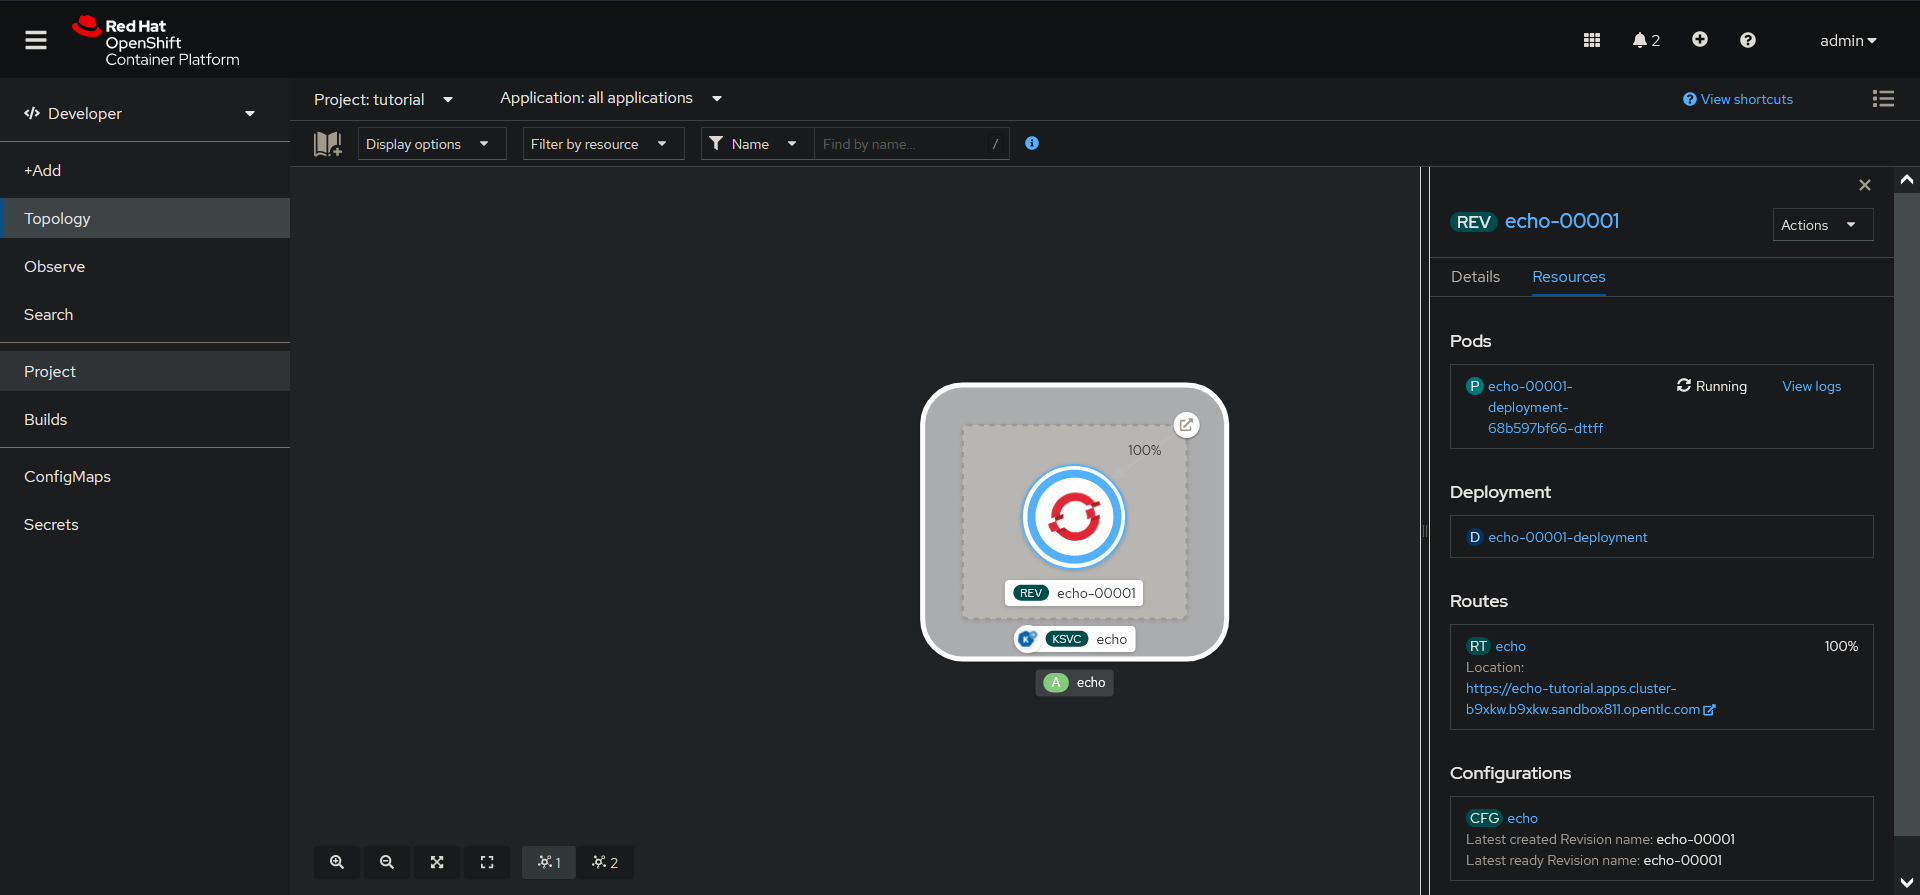 Red Hat
OpenShift
Container Platform
2
admin
Developer
+Add
Topology
Observe
Search
Project
Builds
ConfigMaps
Secrets
Project: tutorial
Application: all applications
View shortcuts
Display options
Filter by resource
Name
Find by name...
/
100%
REV echo-00001
K KSVC echo
A echo
1
2
REV echo-00001
Actions
Details
Resources
Pods
P echo-00001-
deployment-
68b597bf66-dttff
Running
View logs
Deployment
D echo-00001-deployment
Routes
RT echo
100%
Location:
https://echo-tutorial.apps.cluster-
b9xkw.b9xkw.sandbox811.opentlc.com
Configurations
CFG echo
Latest created Revision name: echo-00001
Latest ready Revision name: echo-00001